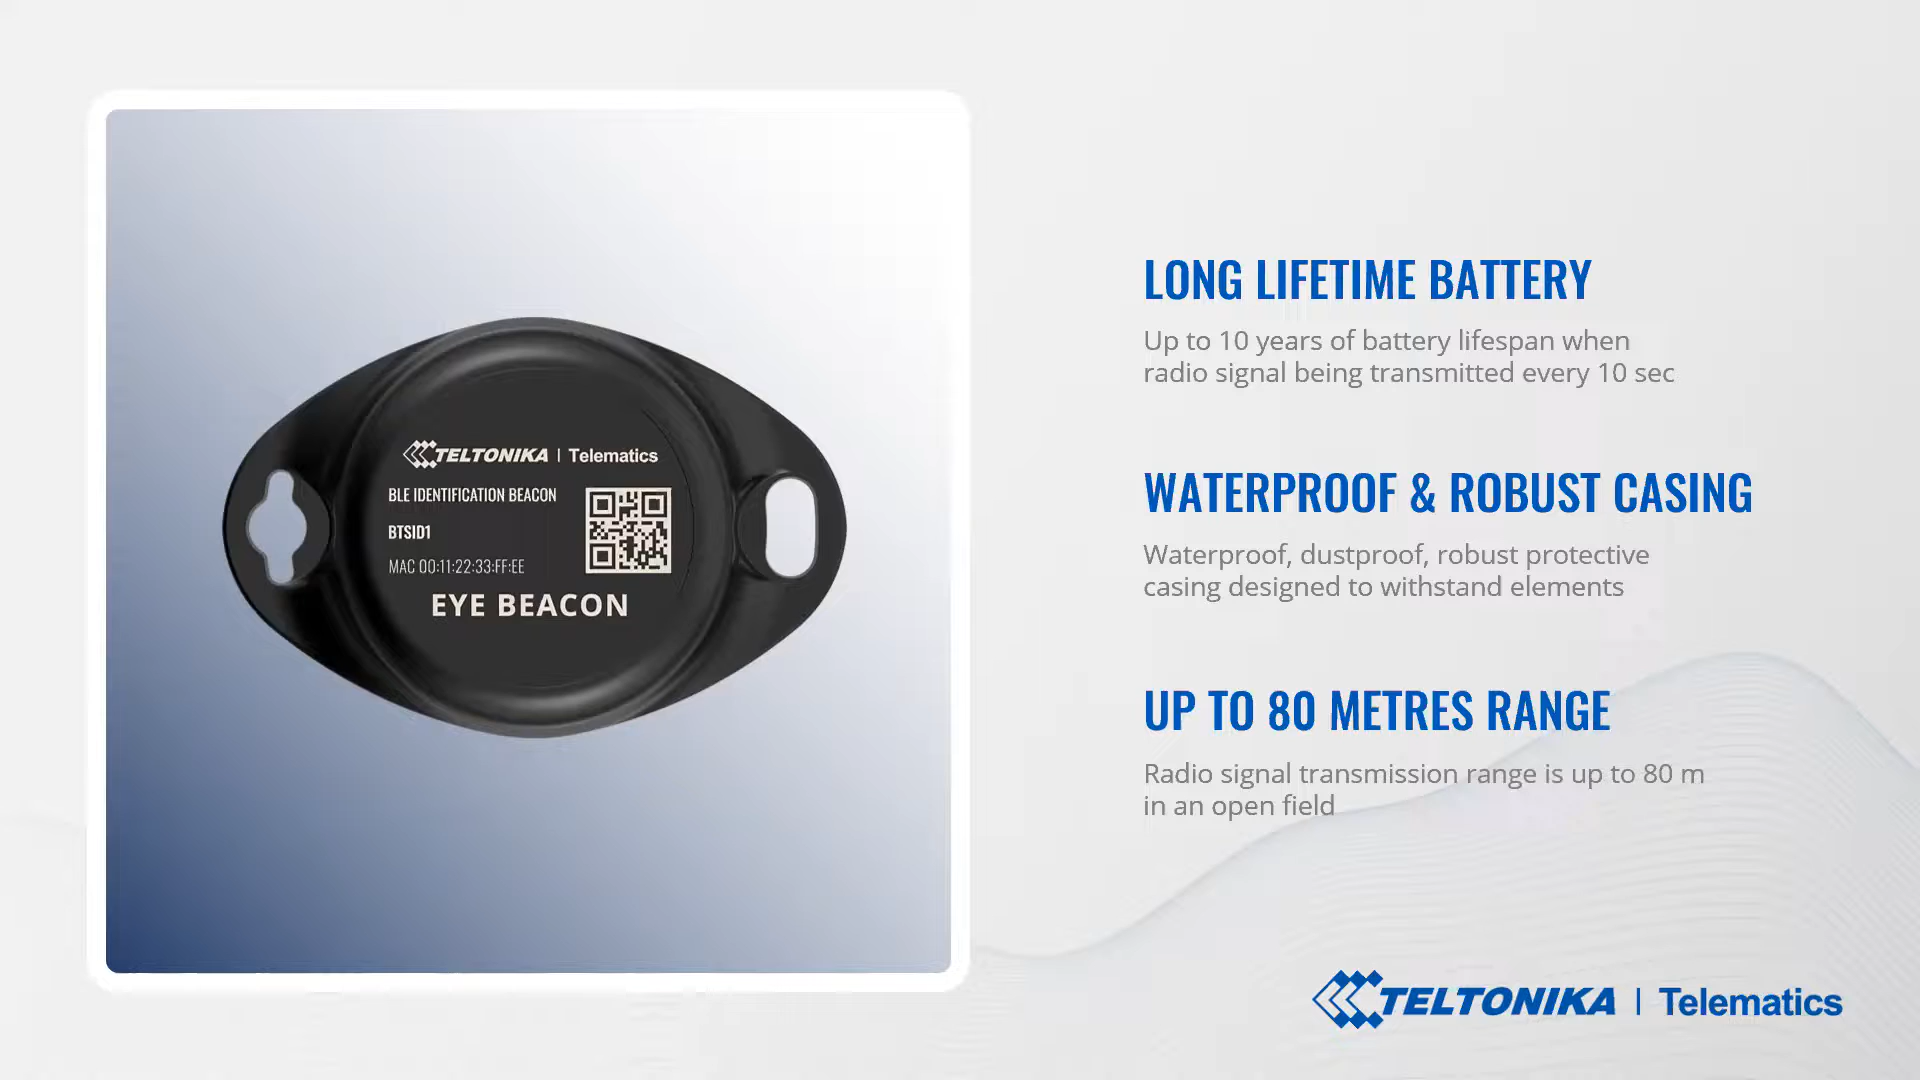 TELTONIKA | Telematics
BLE IDENTIFICATION BEACON
BTSID1
MAC 00:11:22:33:FF:EE
EYE BEACON
LONG LIFETIME BATTERY
Up to 10 years of battery lifespan when
radio signal being transmitted every 10 sec
WATERPROOF & ROBUST CASING
Waterproof, dustproof, robust protective
casing designed to withstand elements
UP TO 80 METRES RANGE
Radio signal transmission range is up to 80 m
in an open field
TELTONIKA | Telematics